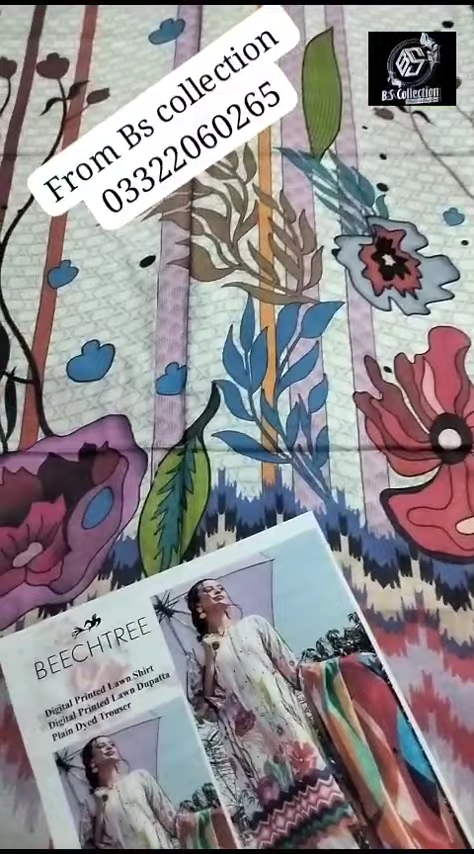 From Bs collection
03322060265
BS
B.S Collection
BEECHTREE
Digital Printed Lawn Shirt
Digital Printed Lawn Dupatta
Plain Dyed Trouser